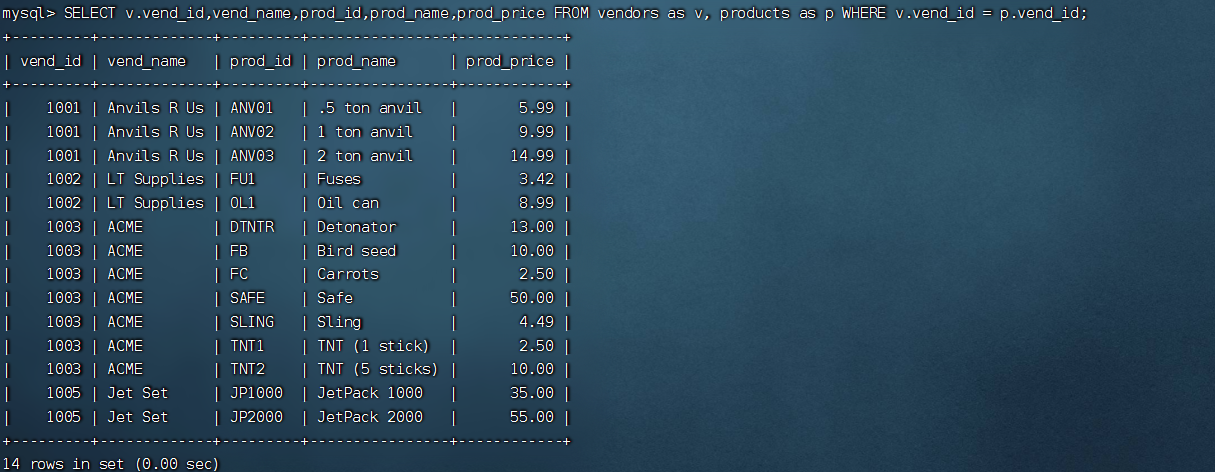 mysql> SELECT v.vend_id,vend_name,prod_id,prod_name,prod_price FROM vendors as v, products as p WHERE v.vend_id = p.vend_id;
+---------+-------------+---------+----------------+------------+
| vend_id | vend_name   | prod_id | prod_name      | prod_price |
+---------+-------------+---------+----------------+------------+
|    1001 | Anvils R Us | ANV01   | .5 ton anvil   |       5.99 |
|    1001 | Anvils R Us | ANV02   | 1 ton anvil    |       9.99 |
|    1001 | Anvils R Us | ANV03   | 2 ton anvil    |      14.99 |
|    1002 | LT Supplies | FU1     | Fuses          |       3.42 |
|    1002 | LT Supplies | OL1     | Oil can        |       8.99 |
|    1003 | ACME        | DTNTR   | Detonator      |      13.00 |
|    1003 | ACME        | FB      | Bird seed      |      10.00 |
|    1003 | ACME        | FC      | Carrots        |       2.50 |
|    1003 | ACME        | SAFE    | Safe           |      50.00 |
|    1003 | ACME        | SLING   | Sling          |       4.49 |
|    1003 | ACME        | TNT1    | TNT (1 stick)  |       2.50 |
|    1003 | ACME        | TNT2    | TNT (5 sticks) |      10.00 |
|    1005 | Jet Set     | JP1000  | JetPack 1000   |      35.00 |
|    1005 | Jet Set     | JP2000  | JetPack 2000   |      55.00 |
+---------+-------------+---------+----------------+------------+
14 rows in set (0.00 sec)